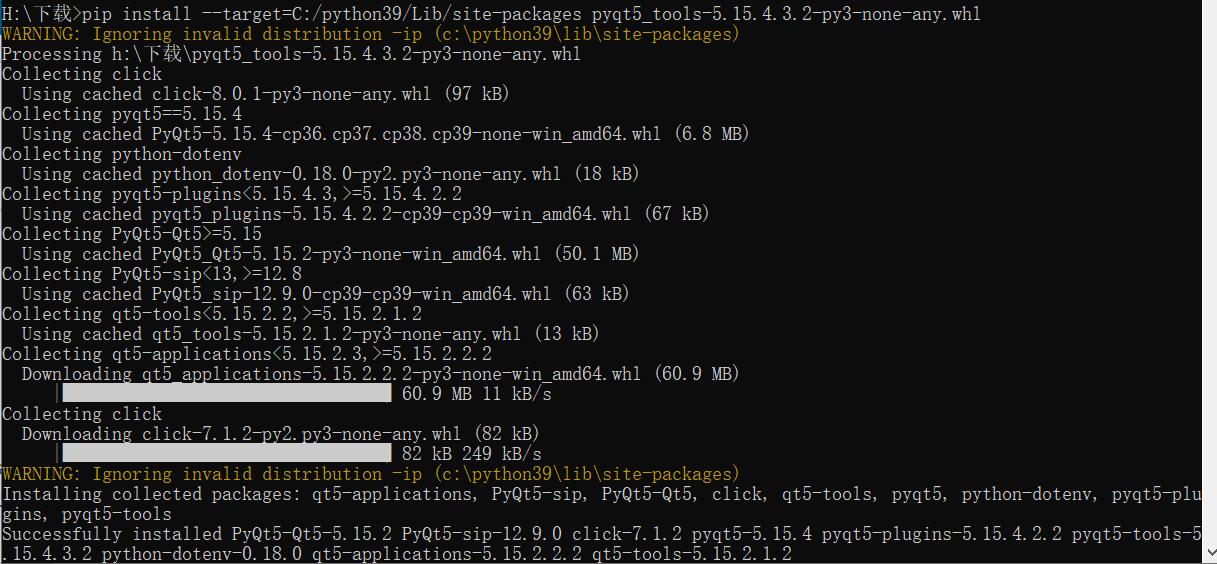 H:\下载>pip install --target=C:/python39/Lib/site-packages pyqt5_tools-5.15.4.3.2-py3-none-any.whl
WARNING: Ignoring invalid distribution -ip (c:\python39\lib\site-packages)
Processing h:\下载\pyqt5_tools-5.15.4.3.2-py3-none-any.whl
Collecting click
  Using cached click-8.0.1-py3-none-any.whl (97 kB)
Collecting pyqt5==5.15.4
  Using cached PyQt5-5.15.4-cp36.cp37.cp38.cp39-none-win_amd64.whl (6.8 MB)
Collecting python-dotenv
  Using cached python_dotenv-0.18.0-py2.py3-none-any.whl (18 kB)
Collecting pyqt5-plugins<5.15.4.3,>=5.15.4.2.2
  Using cached pyqt5_plugins-5.15.4.2.2-cp39-cp39-win_amd64.whl (67 kB)
Collecting PyQt5-Qt5>=5.15
  Using cached PyQt5_Qt5-5.15.2-py3-none-win_amd64.whl (50.1 MB)
Collecting PyQt5-sip<13,>=12.8
  Using cached PyQt5_sip-12.9.0-cp39-cp39-win_amd64.whl (63 kB)
Collecting qt5-tools<5.15.2.2,>=5.15.2.1.2
  Using cached qt5_tools-5.15.2.1.2-py3-none-any.whl (13 kB)
Collecting qt5-applications<5.15.2.3,>=5.15.2.2.2
  Downloading qt5_applications-5.15.2.2.2-py3-none-win_amd64.whl (60.9 MB)
60.9 MB 11 kB/s
Collecting click
  Downloading click-7.1.2-py2.py3-none-any.whl (82 kB)
82 kB 249 kB/s
WARNING: Ignoring invalid distribution -ip (c:\python39\lib\site-packages)
Installing collected packages: qt5-applications, PyQt5-sip, PyQt5-Qt5, click, qt5-tools, pyqt5, python-dotenv, pyqt5-plu
gins, pyqt5-tools
Successfully installed PyQt5-Qt5-5.15.2 PyQt5-sip-12.9.0 click-7.1.2 pyqt5-5.15.4 pyqt5-plugins-5.15.4.2.2 pyqt5-tools-5
.15.4.3.2 python-dotenv-0.18.0 qt5-applications-5.15.2.2.2 qt5-tools-5.15.2.1.2